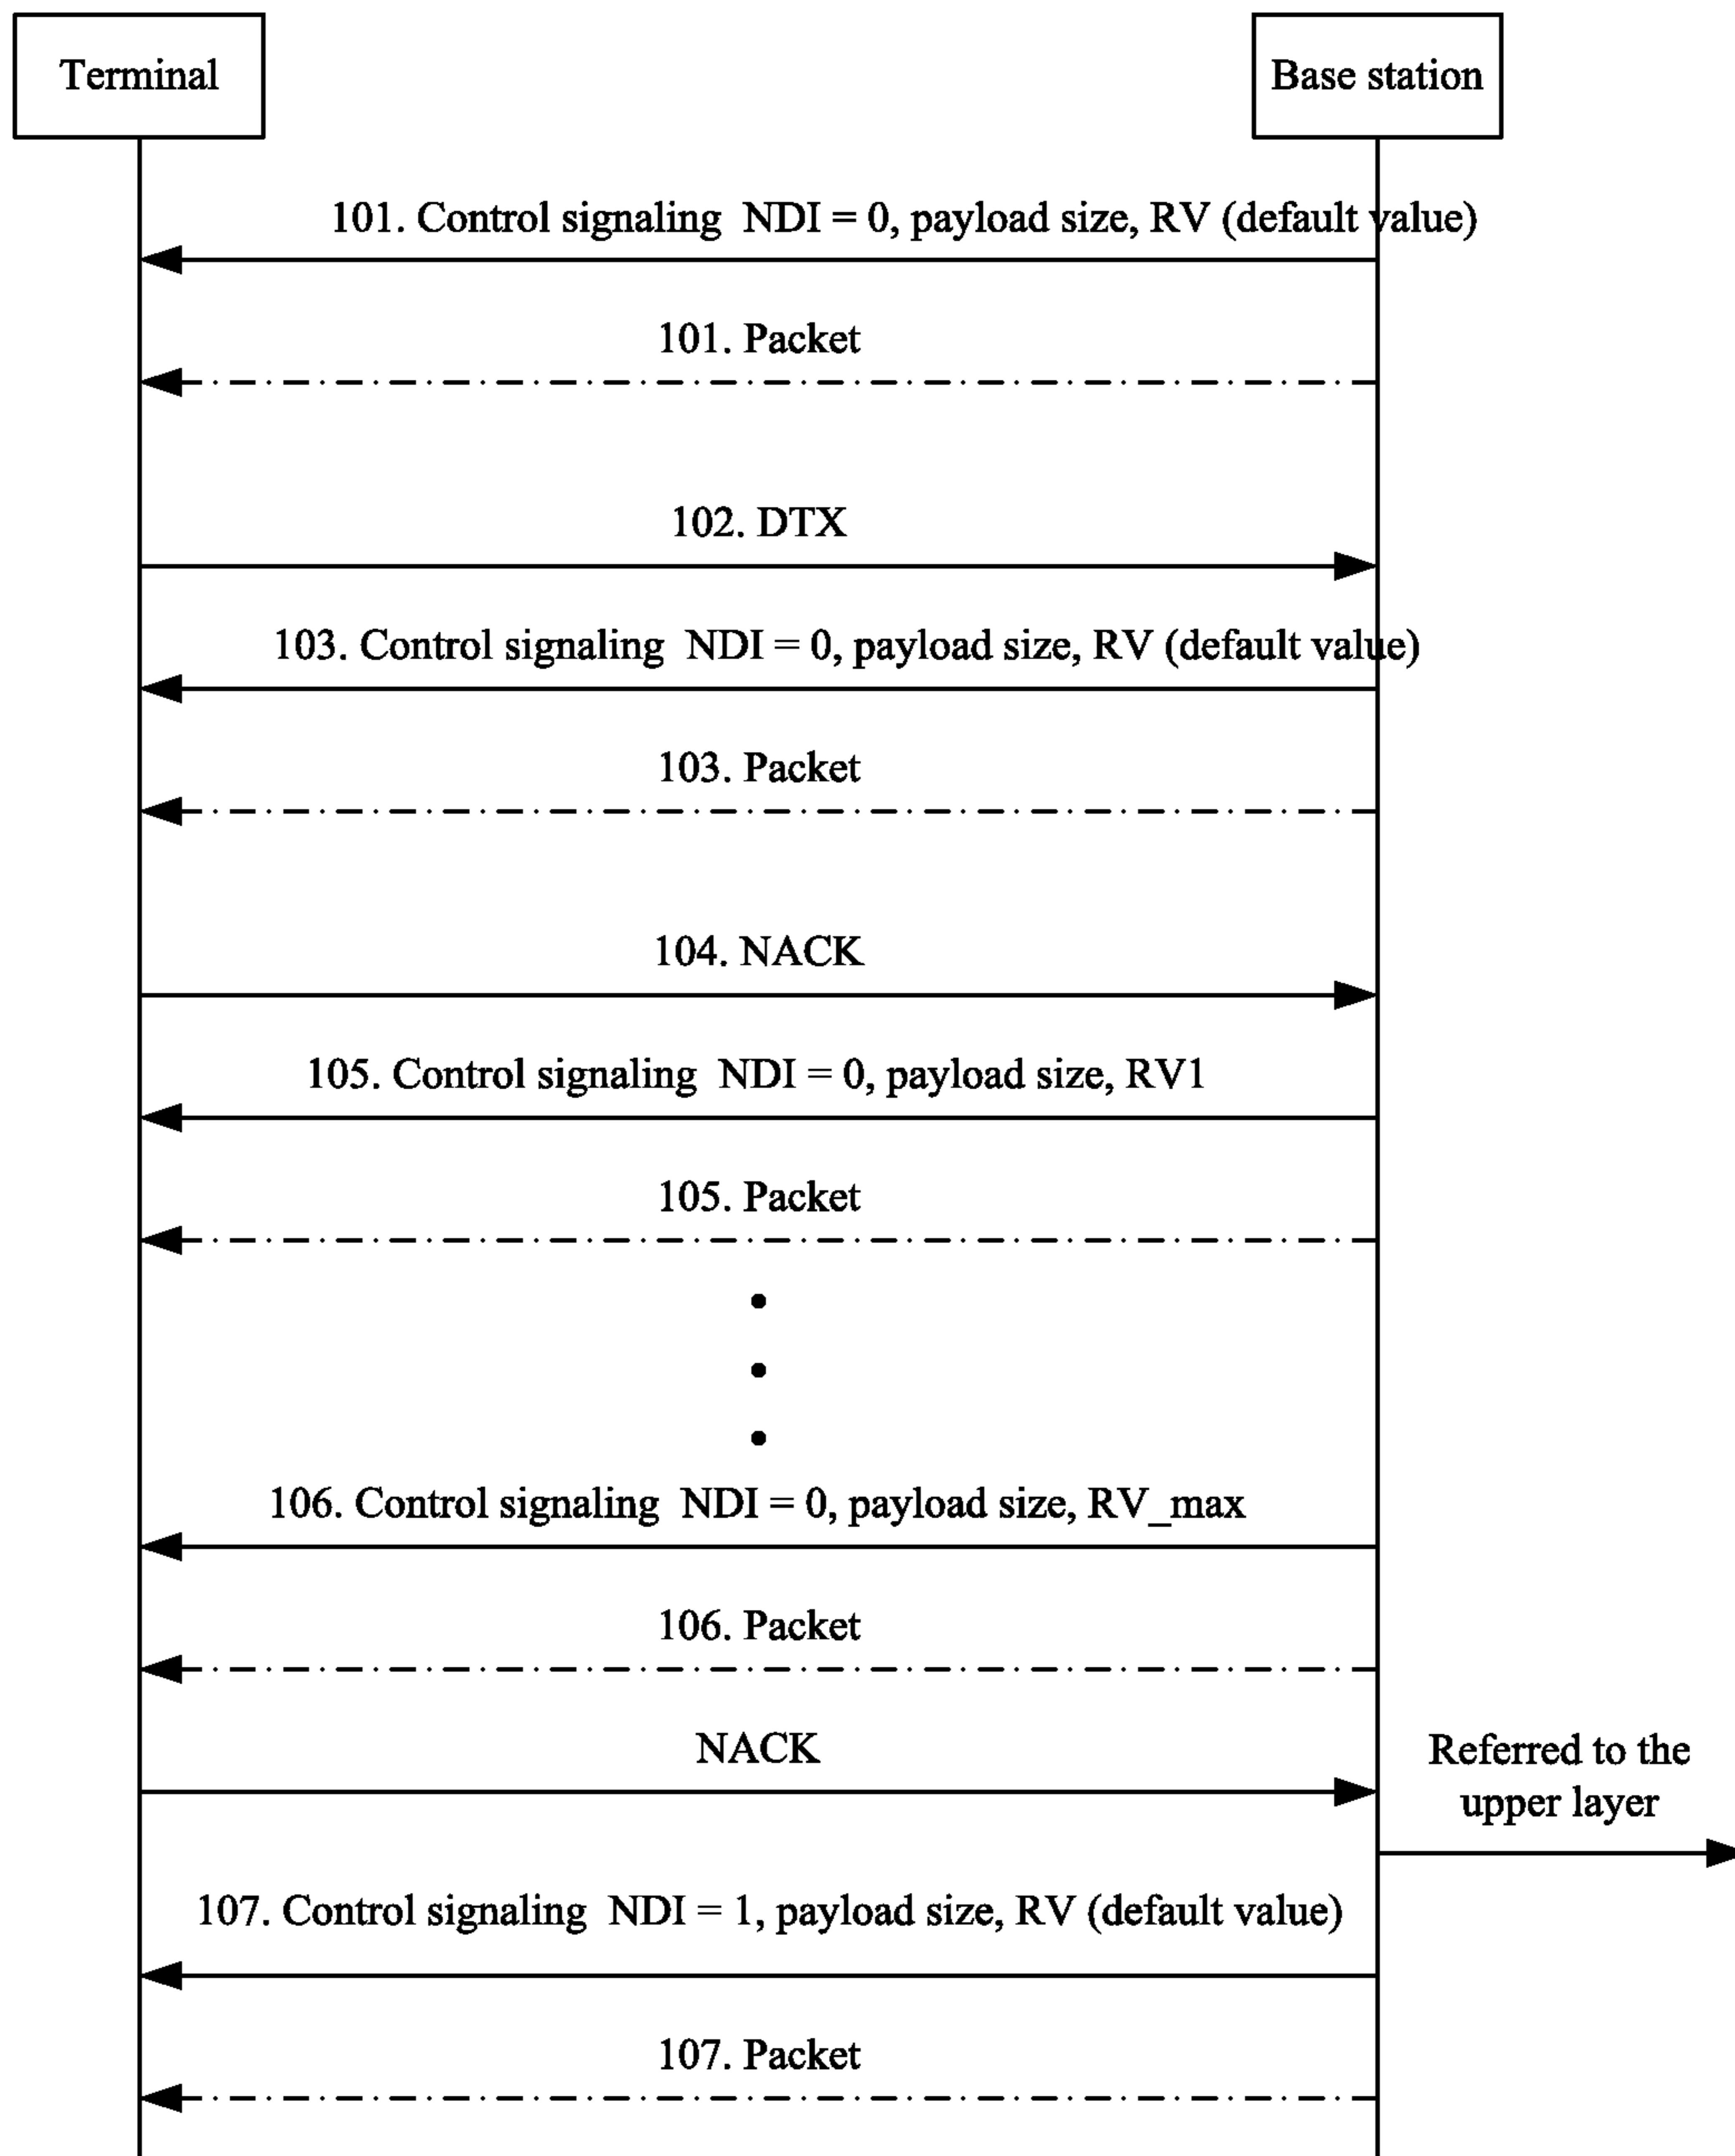 Terminal
Base station
101. Control signaling NDI = 0, payload size, RV (default value)
101. Packet
102. DTX
103. Control signaling NDI = 0, payload size, RV (default value)
103. Packet
104. NACK
105. Control signaling NDI = 0, payload size, RV1
105. Packet
106. Control signaling NDI = 0, payload size, RV_max
106. Packet
NACK
Referred to the
upper layer
107. Control signaling NDI = 1, payload size, RV (default value)
107. Packet